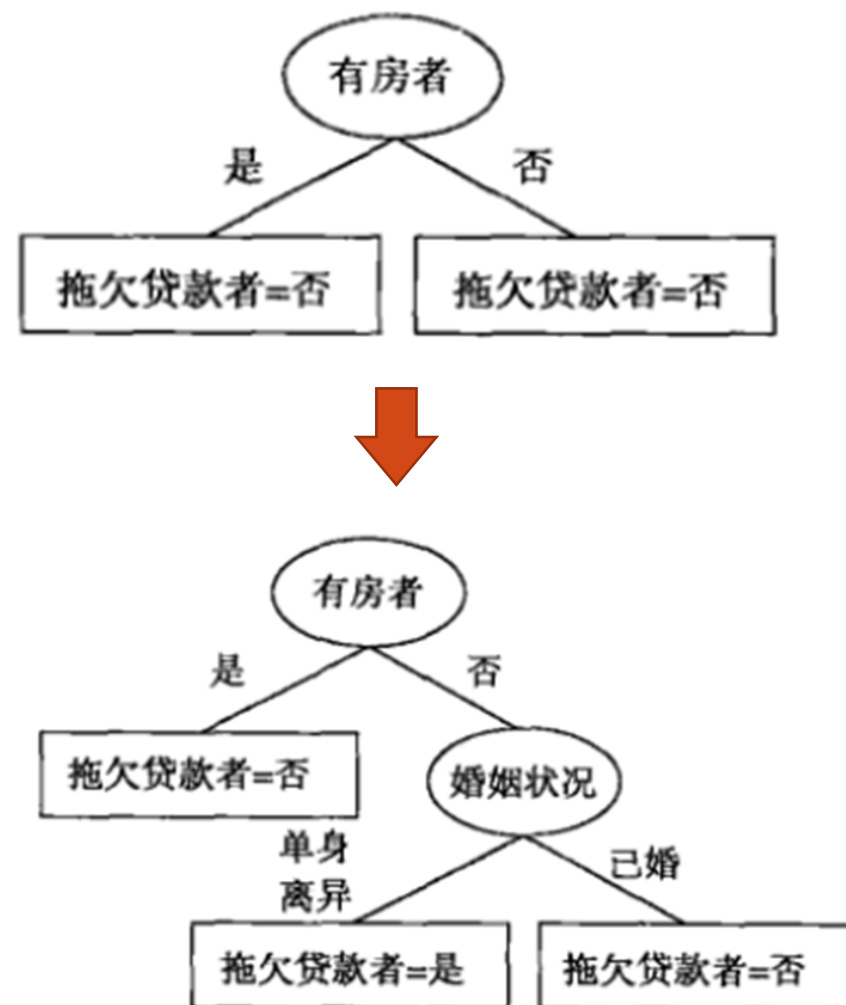 有房者
是
否
拖欠贷款者=否
拖欠贷款者=否
有房者
是
否
拖欠贷款者=否
婚姻状况
单身
离异
已婚
拖欠贷款者=是
拖欠贷款者=否